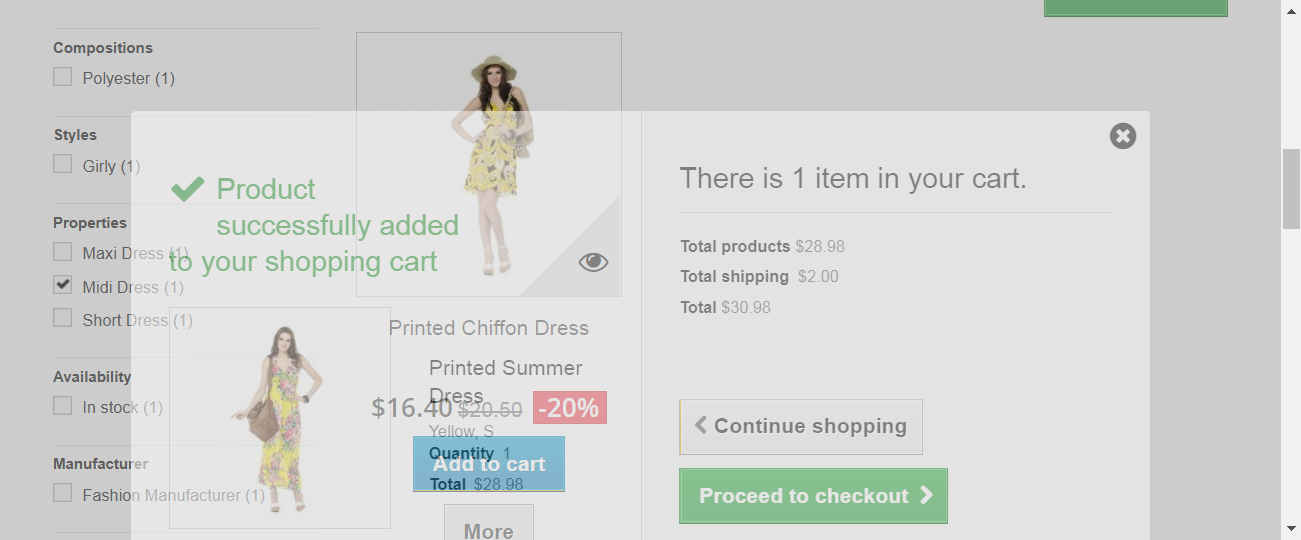 Compositions
Polyester (1)
Styles
Girly (1)
Properties
Maxi Dress (1)
Midi Dress (1)
Short Dress (1)
Availability
In stock (1)
Manufacturer
Fashion Manufacturer (1)
Product
successfully added
to your shopping cart
Printed Chiffon Dress
$16.40 $20.50 -20%
Add to cart
More
Printed Summer
Dress
Yellow, S
Quantity 1
Total $28.98
There is 1 item in your cart.
Total products $28.98
Total shipping $2.00
Total $30.98
Continue shopping
Proceed to checkout